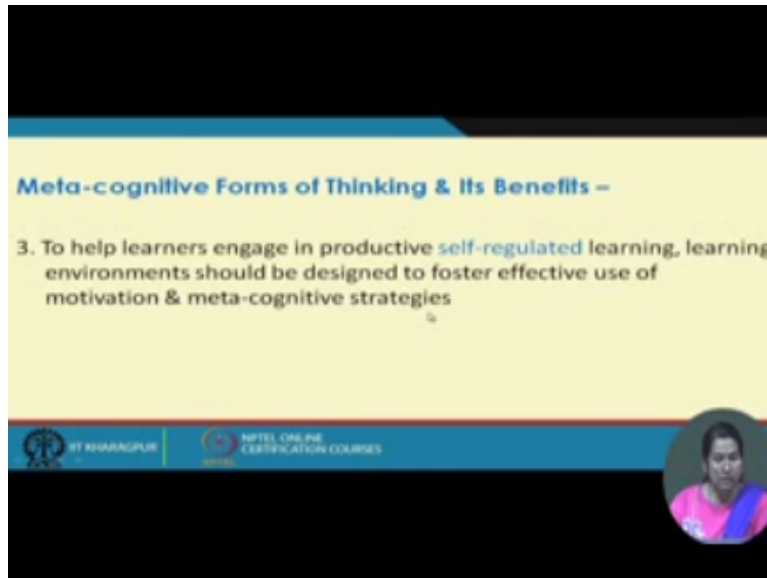 Meta-cognitive Forms of Thinking & Its Benefits –
3. To help learners engage in productive self-regulated learning, learning
environments should be designed to foster effective use of
motivation & meta-cognitive strategies
IIT KHARAGPUR
NPTEL ONLINE
CERTIFICATION COURSES
NPTEL